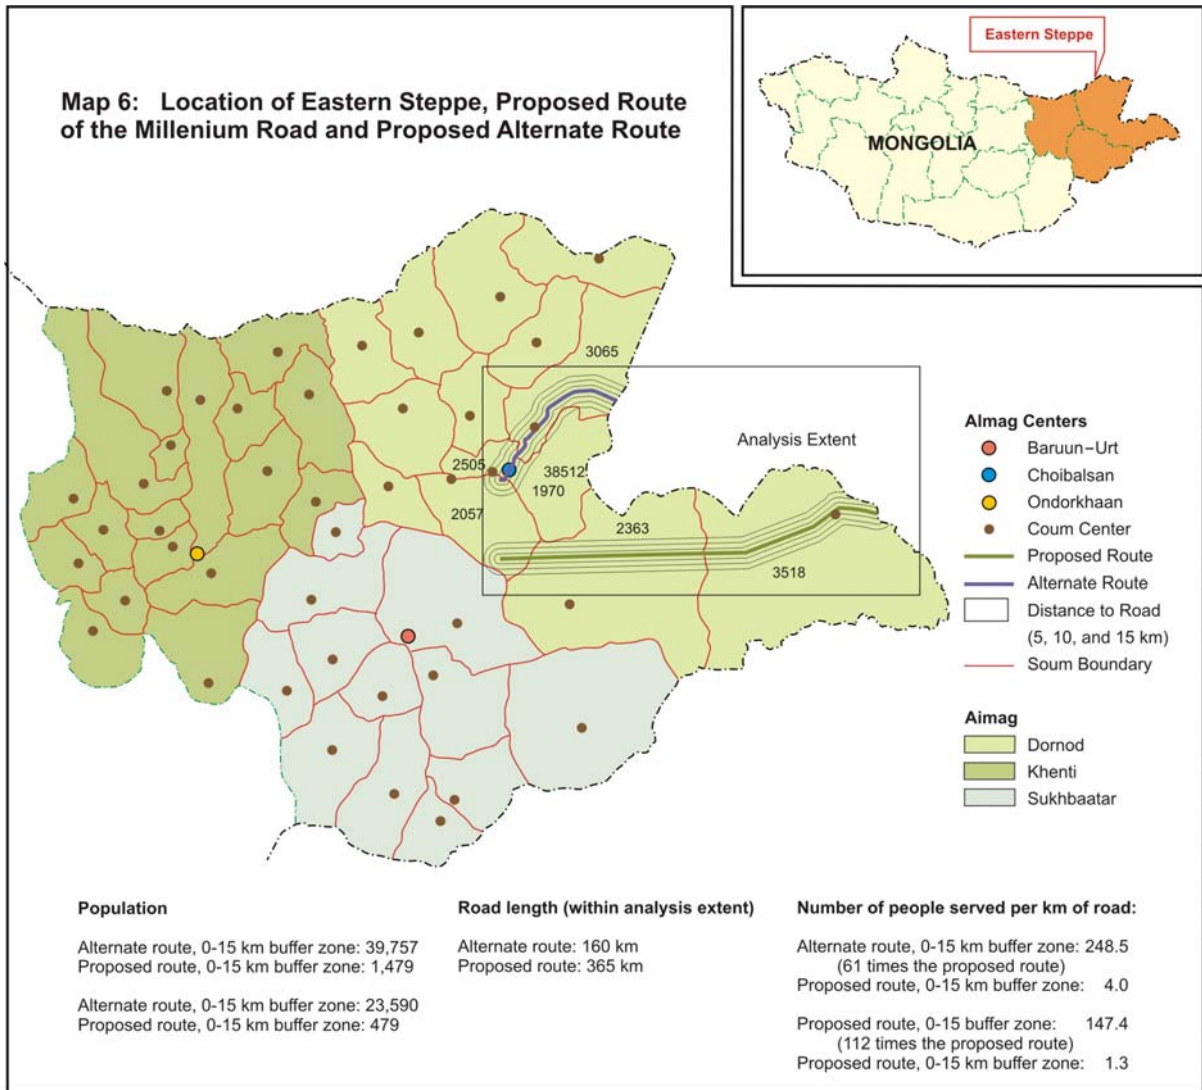 Map 6: Location of Eastern Steppe, Proposed Route
of the Millenium Road and Proposed Alternate Route
Eastern Steppe
MONGOLIA
3065
Analysis Extent
2505
38512
1970
2057
2363
3518
Almag Centers
Baruun-Urt
Choibalsan
Ondorkhaan
Coum Center
Proposed Route
Alternate Route
Distance to Road
(5, 10, and 15 km)
Soum Boundary
Aimag
Dornod
Khenti
Sukhbaatar
Population
Alternate route, 0-15 km buffer zone: 39,757
Proposed route, 0-15 km buffer zone: 1,479
Alternate route, 0-15 km buffer zone: 23,590
Proposed route, 0-15 km buffer zone: 479
Road length (within analysis extent)
Alternate route: 160 km
Proposed route: 365 km
Number of people served per km of road:
Alternate route, 0-15 km buffer zone: 248.5
(61 times the proposed route)
Proposed route, 0-15 km buffer zone: 4.0
Proposed route, 0-15 buffer zone: 147.4
(112 times the proposed route)
Proposed route, 0-15 km buffer zone: 1.3